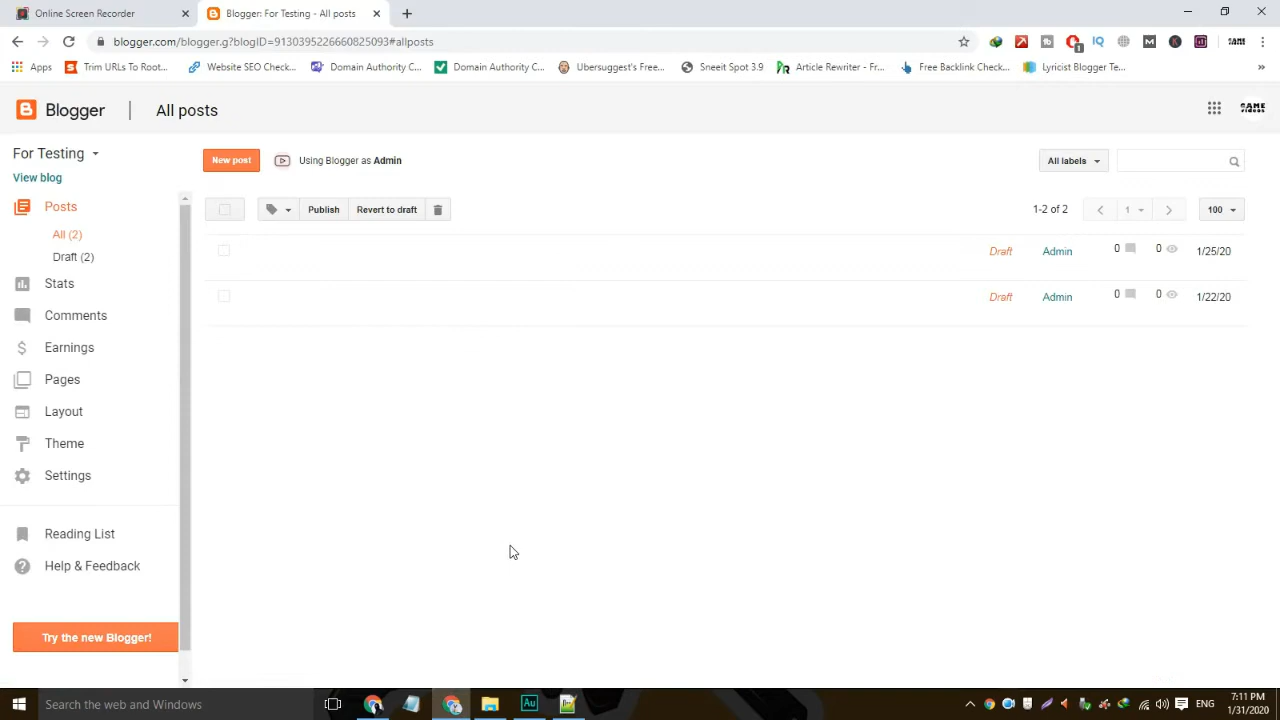 Online Screen Recorder
Blogger: For Testing - All posts
blogger.com/blogger.g?blogID=9130395226660825093#allposts
Apps
Trim URLs To Root...
Website SEO Check...
Domain Authority C...
Domain Authority C...
Ubersuggest's Free...
Sneeit Spot 3.9
Article Rewriter - Fr...
Free Backlink Check...
Lyricist Blogger Te...
Blogger
All posts
GAME
VIDEOS
For Testing
View blog
New post
Using Blogger as Admin
All labels
Posts
All (2)
Draft (2)
Publish
Revert to draft
1-2 of 2
1
100
Draft Admin 0 0 1/25/20
Draft Admin 0 0 1/22/20
Stats
Comments
Earnings
Pages
Layout
Theme
Settings
Reading List
Help & Feedback
Try the new Blogger!
Search the web and Windows
Au
ENG
7:11 PM
1/31/2020